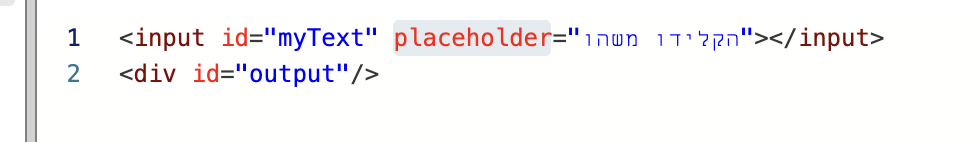 1 <input id="myText" placeholder="הקלידו משהו"></input>
2 <div id="output"/>